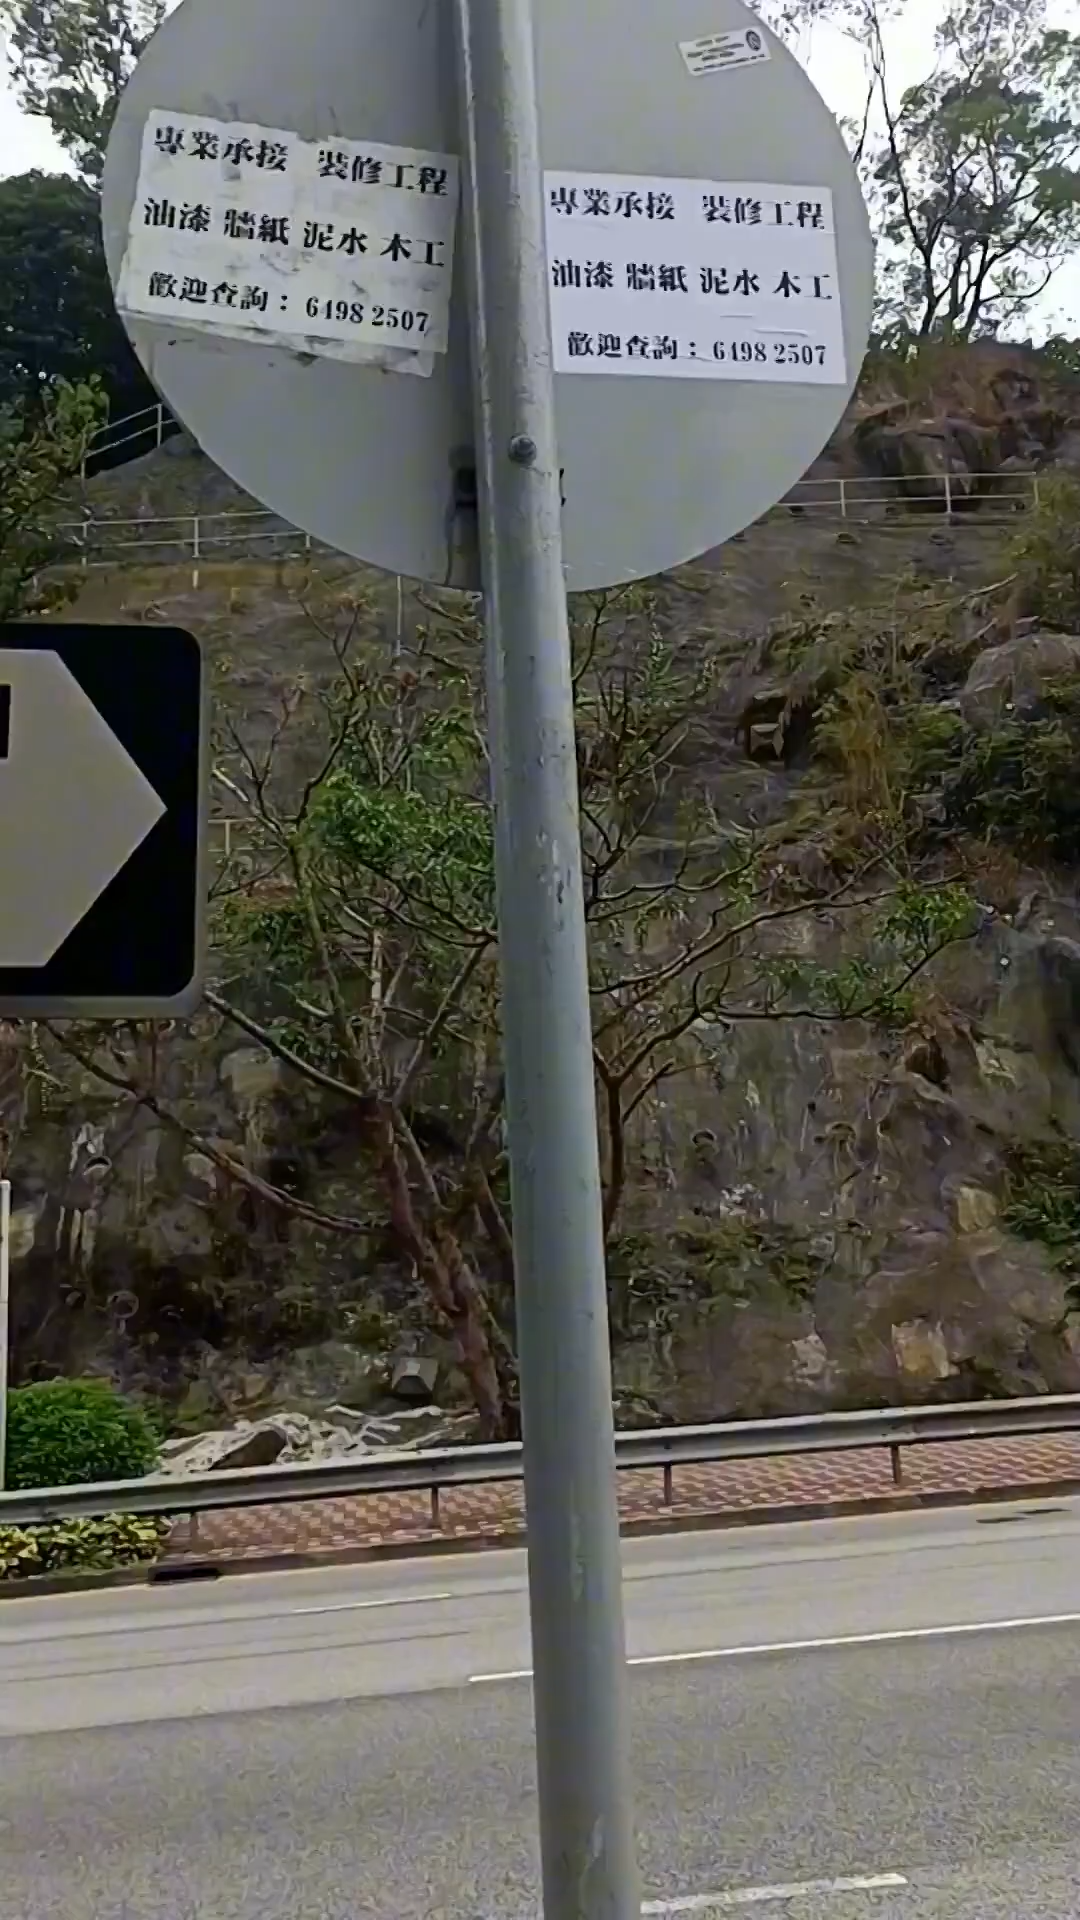 專業承接 裝修工程
油漆 牆紙 泥水 木工
歡迎查詢：6498 2507
專業承接 裝修工程
油漆 牆紙 泥水 木工
歡迎查詢：6498 2507